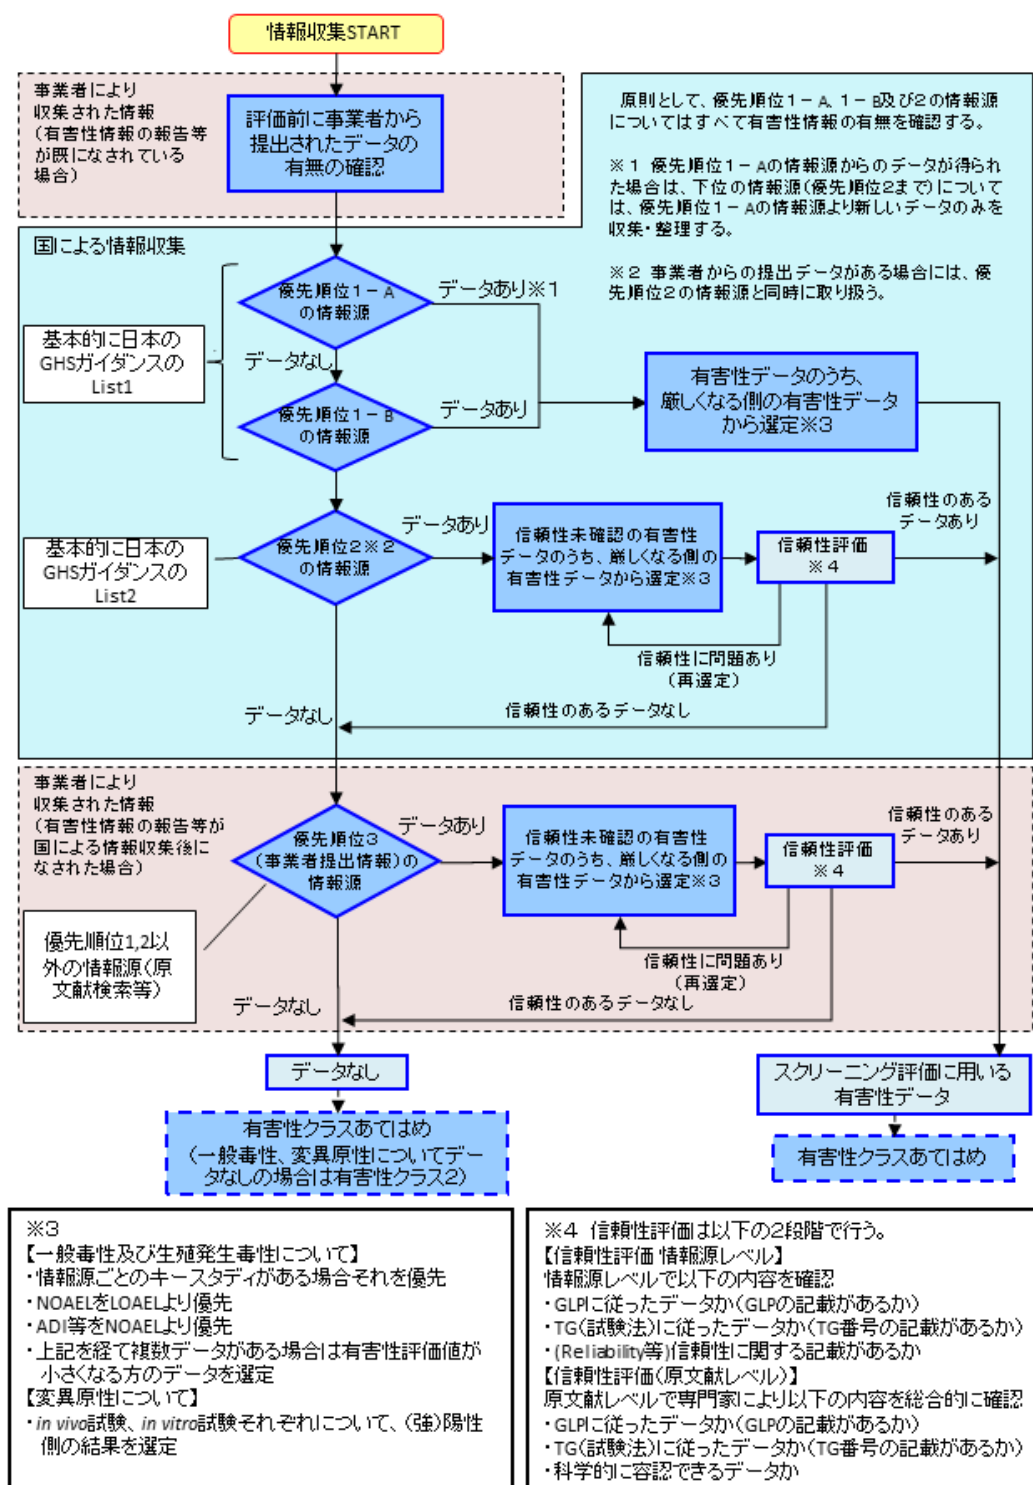 情報収集START
事業者により
収集された情報
(有害性情報の報告等
が既になされている
場合)
評価前に事業者から
提出されたデータの
有無の確認
原則として、優先順位1-A、1-B及び2の情報源
についてはすべて有害性情報の有無を確認する。
※1 優先順位1-Aの情報源からのデータが得られ
た場合は、下位の情報源(優先順位2まで)について
は、優先順位1-Aの情報源より新しいデータのみを
収集・整理する。
※2 事業者からの提出データがある場合には、優
先順位2の情報源と同時に取り扱う。
国による情報収集
優先順位1-A
の情報源
データあり※1
基本的に日本の
GHSガイダンスの
List1
データなし
優先順位1-B
の情報源
データあり
有害性データのうち、
厳しくなる側の有害性データ
から選定※3
優先順位2※2
の情報源
データあり
信頼性未確認の有害性
データのうち、厳しくなる側の
有害性データから選定※3
信頼性評価
※4
信頼性のある
データあり
基本的に日本の
GHSガイダンスの
List2
信頼性に問題あり
(再選定)
データなし
信頼性のあるデータなし
事業者により
収集された情報
(有害性情報の報告等が
国による情報収集後に
なされた場合)
優先順位3
(事業者提出情報)の
情報源
データあり
信頼性未確認の有害性
データのうち、厳しくなる側の
有害性データから選定※3
信頼性評価
※4
信頼性のある
データあり
優先順位1,2以
外の情報源(原
文献検索等)
信頼性に問題あり
(再選定)
データなし
信頼性のあるデータなし
データなし
スクリーニング評価に用いる
有害性データ
有害性クラスあてはめ
(一般毒性、変異原性についてデー
タなしの場合は有害性クラス2)
有害性クラスあてはめ
※3
【一般毒性及び生殖発生毒性について】
・情報源ごとのキースタディがある場合それを優先
・NOAELをLOAELより優先
・ADI等をNOAELより優先
・上記を経て複数データがある場合は有害性評価値が
小さくなる方のデータを選定
【変異原性について】
・in vivo試験、in vitro試験それぞれについて、(強)陽性
側の結果を選定
※4 信頼性評価は以下の2段階で行う。
【信頼性評価 情報源レベル】
情報源レベルで以下の内容を確認
・GLPに従ったデータか(GLPの記載があるか)
・TG(試験法)に従ったデータか(TG番号の記載があるか)
・(Reliability等)信頼性に関する記載があるか
【信頼性評価(原文献レベル)】
原文献レベルで専門家により以下の内容を総合的に確認
・GLPに従ったデータか(GLPの記載があるか)
・TG(試験法)に従ったデータか(TG番号の記載があるか)
・科学的に容認できるデータか